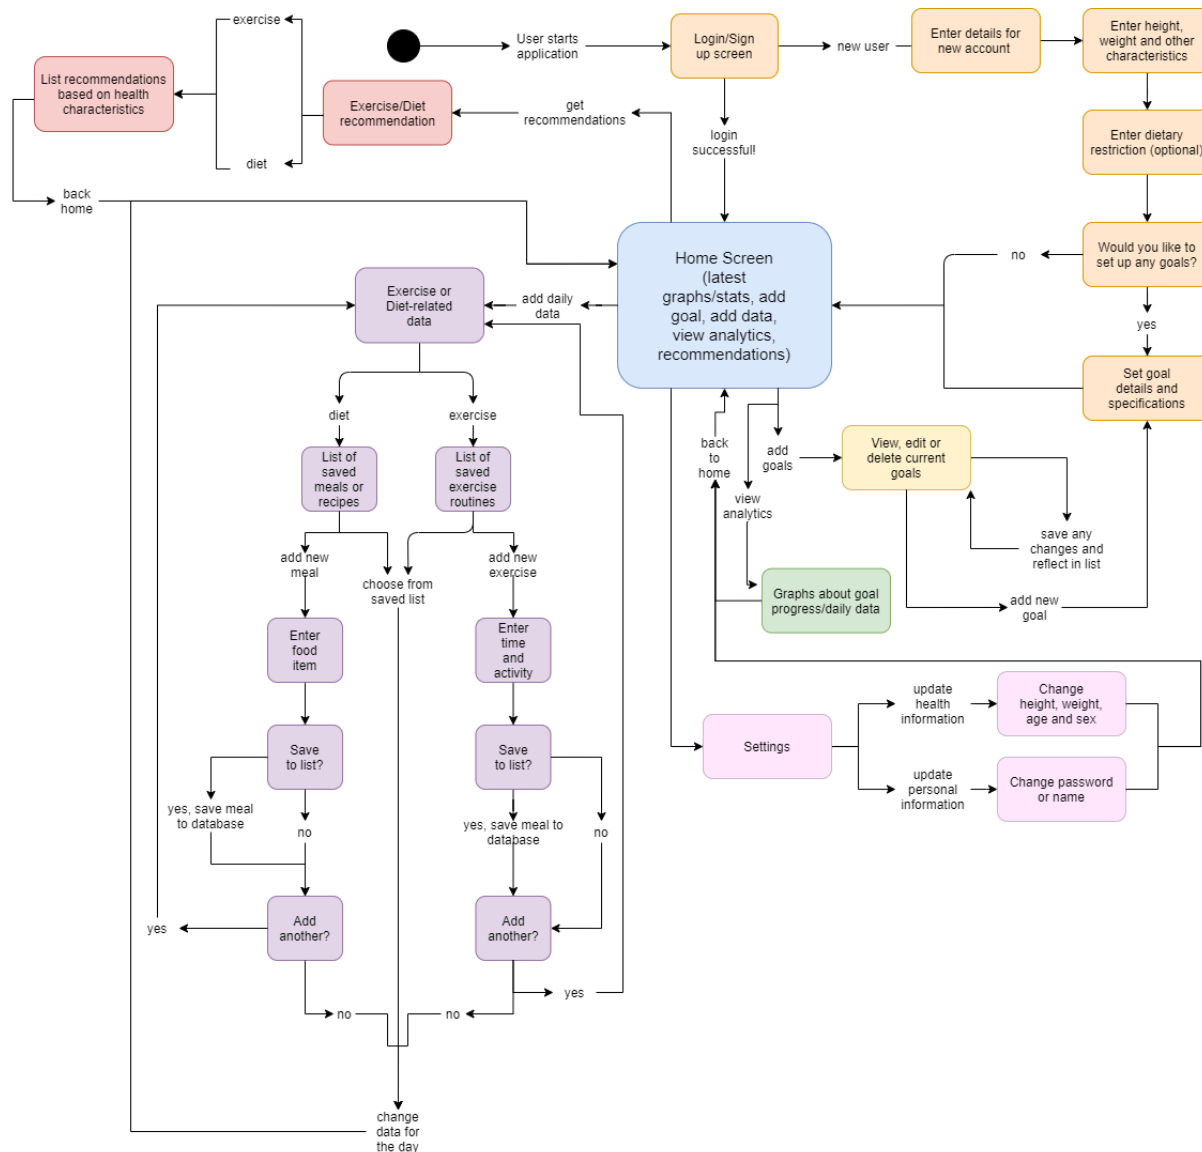 exercise
User starts
application
Login/Sign
up screen
new user
Enter details for
new account
Enter height,
weight and other
characteristics
List recommendations
based on health
characteristics
Exercise/Diet
recommendation
get
recommendations
login
successful!
Enter dietary
restriction (optional)
diet
back
home
Home Screen
(latest
graphs/stats, add
goal, add data,
view analytics,
recommendations)
no
Would you like to
set up any goals?
Exercise or
Diet-related
data
add daily
data
yes
Set goal
details and
specifications
diet
exercise
back
to
home
add
goals
View, edit or
delete current
goals
List of
saved
meals or
recipes
List of
saved
exercise
routines
view
analytics
save any
changes and
reflect in list
add new
meal
choose from
saved list
add new
exercise
Graphs about goal
progress/daily data
add new
goal
Enter
food
item
Enter
time
and
activity
Settings
update
health
information
Change
height, weight,
age and sex
update
personal
information
Change password
or name
Save
to list?
Save
to list?
yes, save meal
to database
no
yes, save meal to
database
no
yes
Add
another?
Add
another?
yes
no
no
change
data for
the day